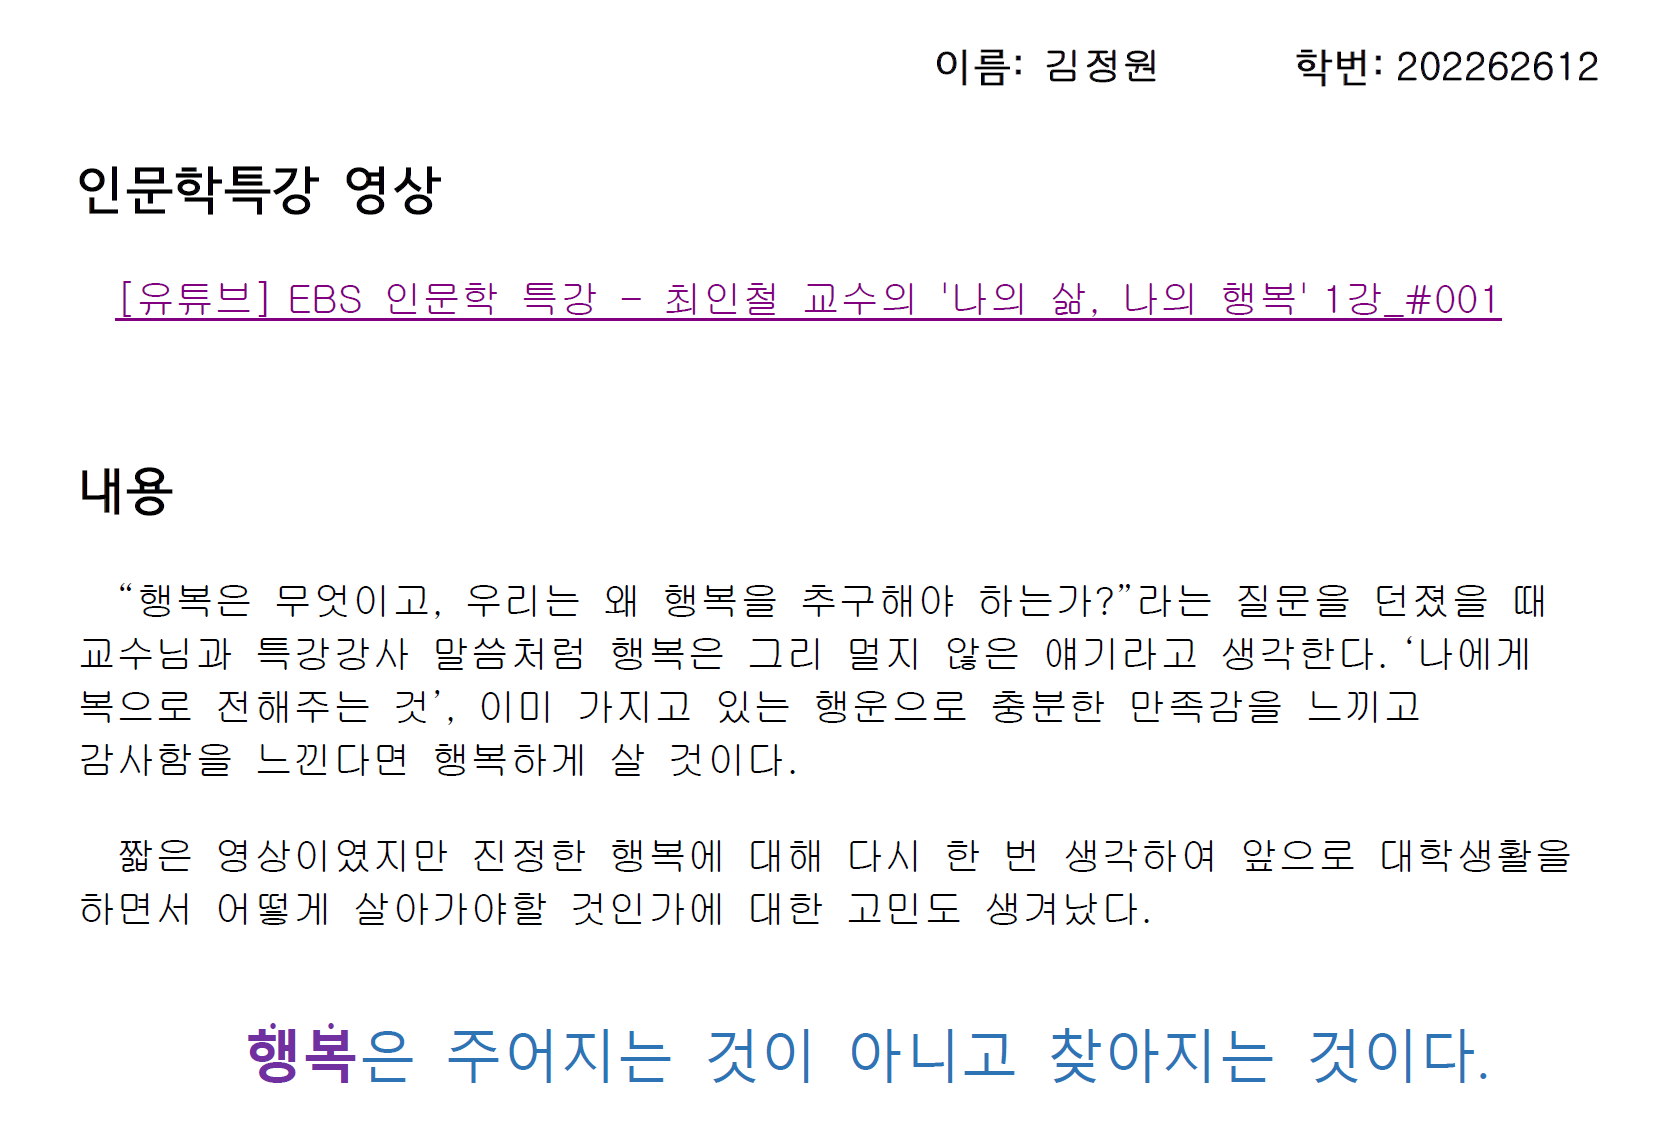 이름: 김정원 학번: 202262612
인문학특강 영상
[유튜브] EBS 인문학 특강 - 최인철 교수의 '나의 삶, 나의 행복' 1강_#001
내용
“행복은 무엇이고, 우리는 왜 행복을 추구해야 하는가?”라는 질문을 던졌을 때
교수님과 특강강사 말씀처럼 행복은 그리 멀지 않은 얘기라고 생각한다. ‘나에게
복으로 전해주는 것’, 이미 가지고 있는 행운으로 충분한 만족감을 느끼고
감사함을 느낀다면 행복하게 살 것이다.
짧은 영상이였지만 진정한 행복에 대해 다시 한 번 생각하여 앞으로 대학생활을
하면서 어떻게 살아가야할 것인가에 대한 고민도 생겨났다.
행복은 주어지는 것이 아니고 찾아지는 것이다.